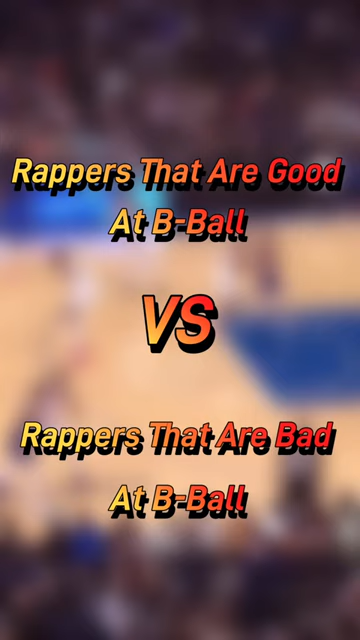 Rappers That Are Good
At B-Ball
VS
Rappers That Are Bad
At B-Ball